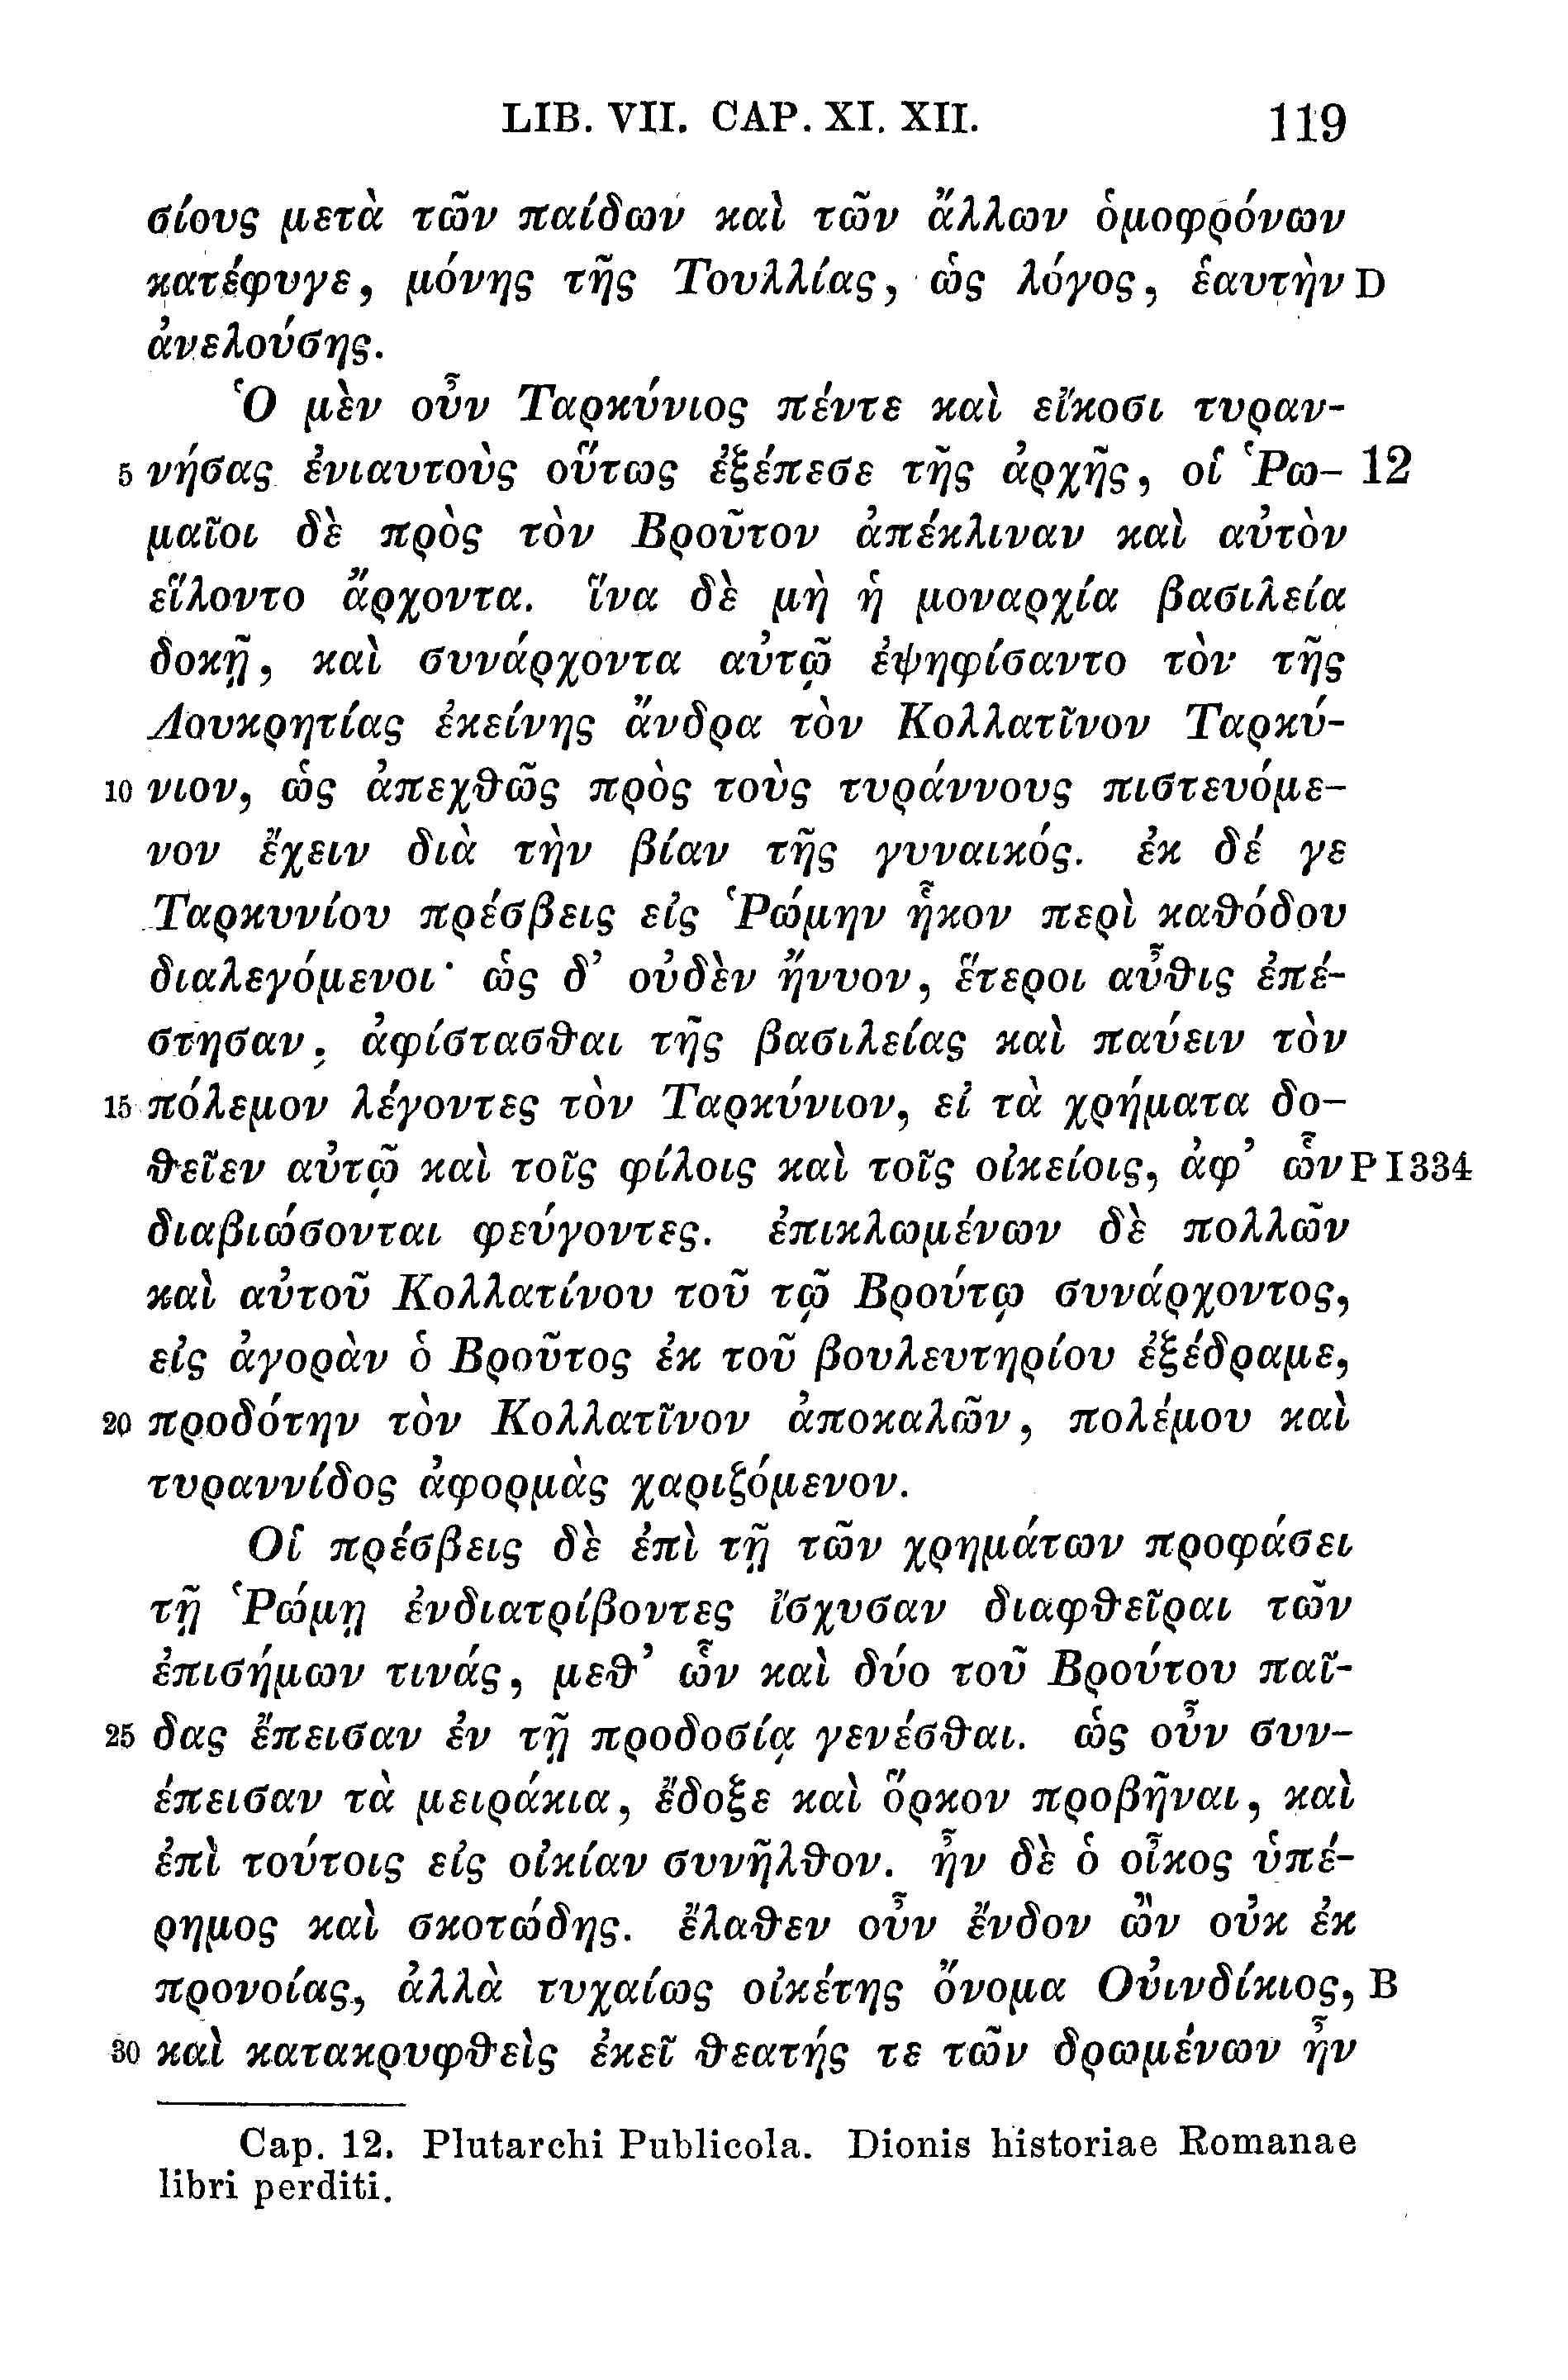 LIB. VII. CAP. XI. XII. 119
σίους μετὰ τῶν παίδων καὶ τῶν ἄλλων ὁμοφρόνων
κατέφυγε, μόνης τῆς Τουλλίας, ὡς λόγος, ἑαυτὴν D
ἀνελούσης.
Ὁ μὲν οὖν Ταρκύνιος πέντε καὶ εἴκοσι τυραν-
5 νήσας ἐνιαυτοὺς οὕτως ἐξέπεσε τῆς ἀρχῆς, οἱ Ῥω- 12
μαῖοι δὲ πρὸς τὸν Βροῦτον ἀπέκλιναν καὶ αὐτὸν
εἵλοντο ἄρχοντα. ἵνα δὲ μὴ ἡ μοναρχία βασιλεία
δοκῇ, καὶ συνάρχοντα αὐτῷ ἐψηφίσαντο τὸν τῆς
Λουκρητίας ἐκείνης ἄνδρα τὸν Κολλατῖνον Ταρκύ-
10 νιον, ὡς ἀπεχθῶς πρὸς τοὺς τυράννους πιστευόμε-
νον ἔχειν διὰ τὴν βίαν τῆς γυναικός. ἐκ δέ γε
Ταρκυνίου πρέσβεις εἰς Ῥώμην ἧκον περὶ καθόδου
διαλεγόμενοι· ὡς δ᾽ οὐδὲν ἤνυον, ἕτεροι αὖθις ἐπέ-
στησαν, ἀφίστασθαι τῆς βασιλείας καὶ παύειν τὸν
15 πόλεμον λέγοντες τὸν Ταρκύνιον, εἰ τὰ χρήματα δο-
θεῖεν αὐτῷ καὶ τοῖς φίλοις καὶ τοῖς οἰκείοις, ἀφ᾽ ὧν P I 334
διαβιώσονται φεύγοντες. ἐπικλωμένων δὲ πολλῶν
καὶ αὐτοῦ Κολλατίνου τοῦ τῷ Βρούτῳ συνάρχοντος,
εἰς ἀγορὰν ὁ Βροῦτος ἐκ τοῦ βουλευτηρίου ἐξέδραμε,
20 προδότην τὸν Κολλατῖνον ἀποκαλῶν, πολέμου καὶ
τυραννίδος ἀφορμὰς χαριζόμενον.
Οἱ πρέσβεις δὲ ἐπὶ τῇ τῶν χρημάτων προφάσει
τῇ Ῥώμῃ ἐνδιατρίβοντες ἴσχυσαν διαφθεῖραι τῶν
ἐπισήμων τινάς, μεθ᾽ ὧν καὶ δύο τοῦ Βρούτου παῖ-
25 δας ἔπεισαν ἐν τῇ προδοσίᾳ γενέσθαι. ὡς οὖν συν-
έπεισαν τὰ μειράκια, ἔδοξε καὶ ὅρκον προβῆναι, καὶ
ἐπὶ τούτοις εἰς οἰκίαν συνῆλθον. ἦν δὲ ὁ οἶκος ὑπέ-
ρημος καὶ σκοτώδης. ἔλαθεν οὖν ἔνδον ὢν οὐκ ἐκ
προνοίας, ἀλλὰ τυχαίως οἰκέτης ὄνομα Οὐινδίκιος, B
30 καὶ κατακρυφθεὶς ἐκεῖ θεατής τε τῶν δρωμένων ἦν
Cap. 12. Plutarchi Publicola. Dionis historiae Romanae
libri perditi.